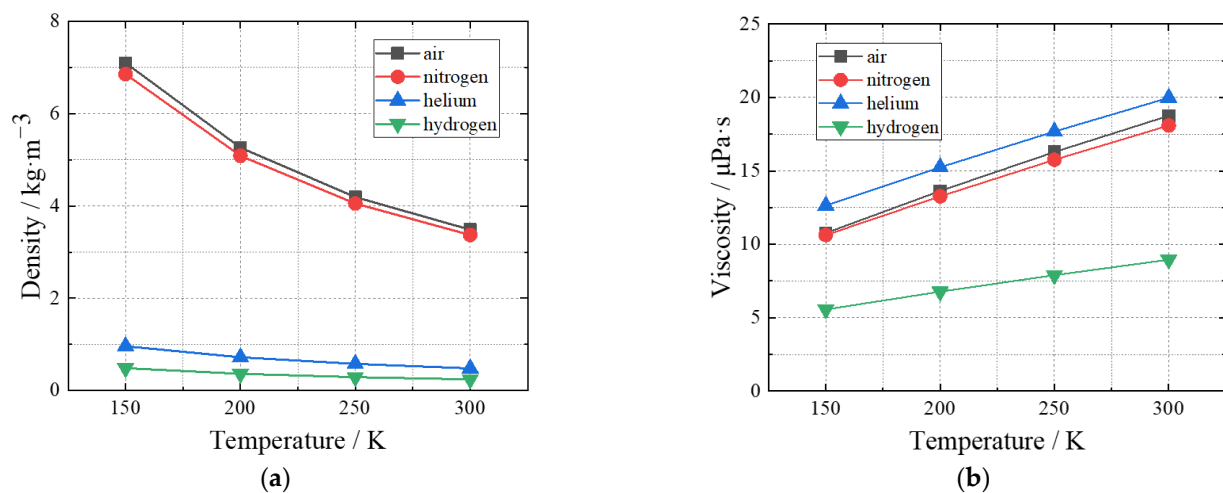 8
6
4
2
0
Density / kg·m⁻³
air
nitrogen
helium
hydrogen
150 200 250 300
Temperature / K
(a)
25
20
15
10
5
0
Viscosity / μPa·s
air
nitrogen
helium
hydrogen
150 200 250 300
Temperature / K
(b)